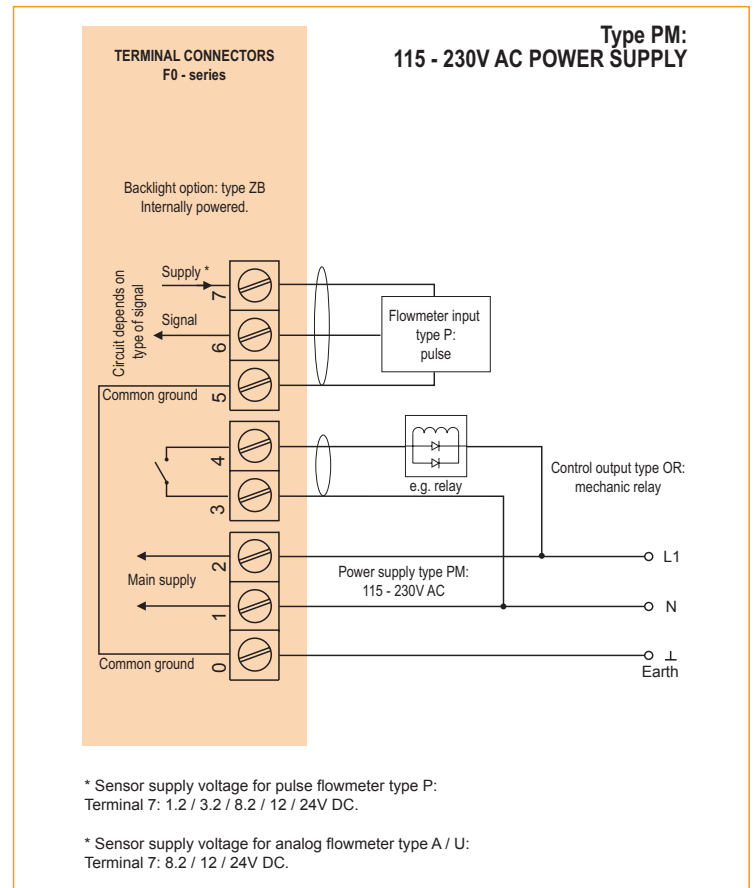 Type PM:
115 - 230V AC POWER SUPPLY
TERMINAL CONNECTORS
F0 - series
Backlight option: type ZB
Internally powered.
Circuit depends on
type of signal
Supply *
7
Signal
6
Common ground
5
Flowmeter input
type P:
pulse
4
3
e.g. relay
Control output type OR:
mechanic relay
2
Main supply
1
Power supply type PM:
115 - 230V AC
L1
N
Common ground
0
Earth
* Sensor supply voltage for pulse flowmeter type P:
Terminal 7: 1.2 / 3.2 / 8.2 / 12 / 24V DC.
* Sensor supply voltage for analog flowmeter type A / U:
Terminal 7: 8.2 / 12 / 24V DC.